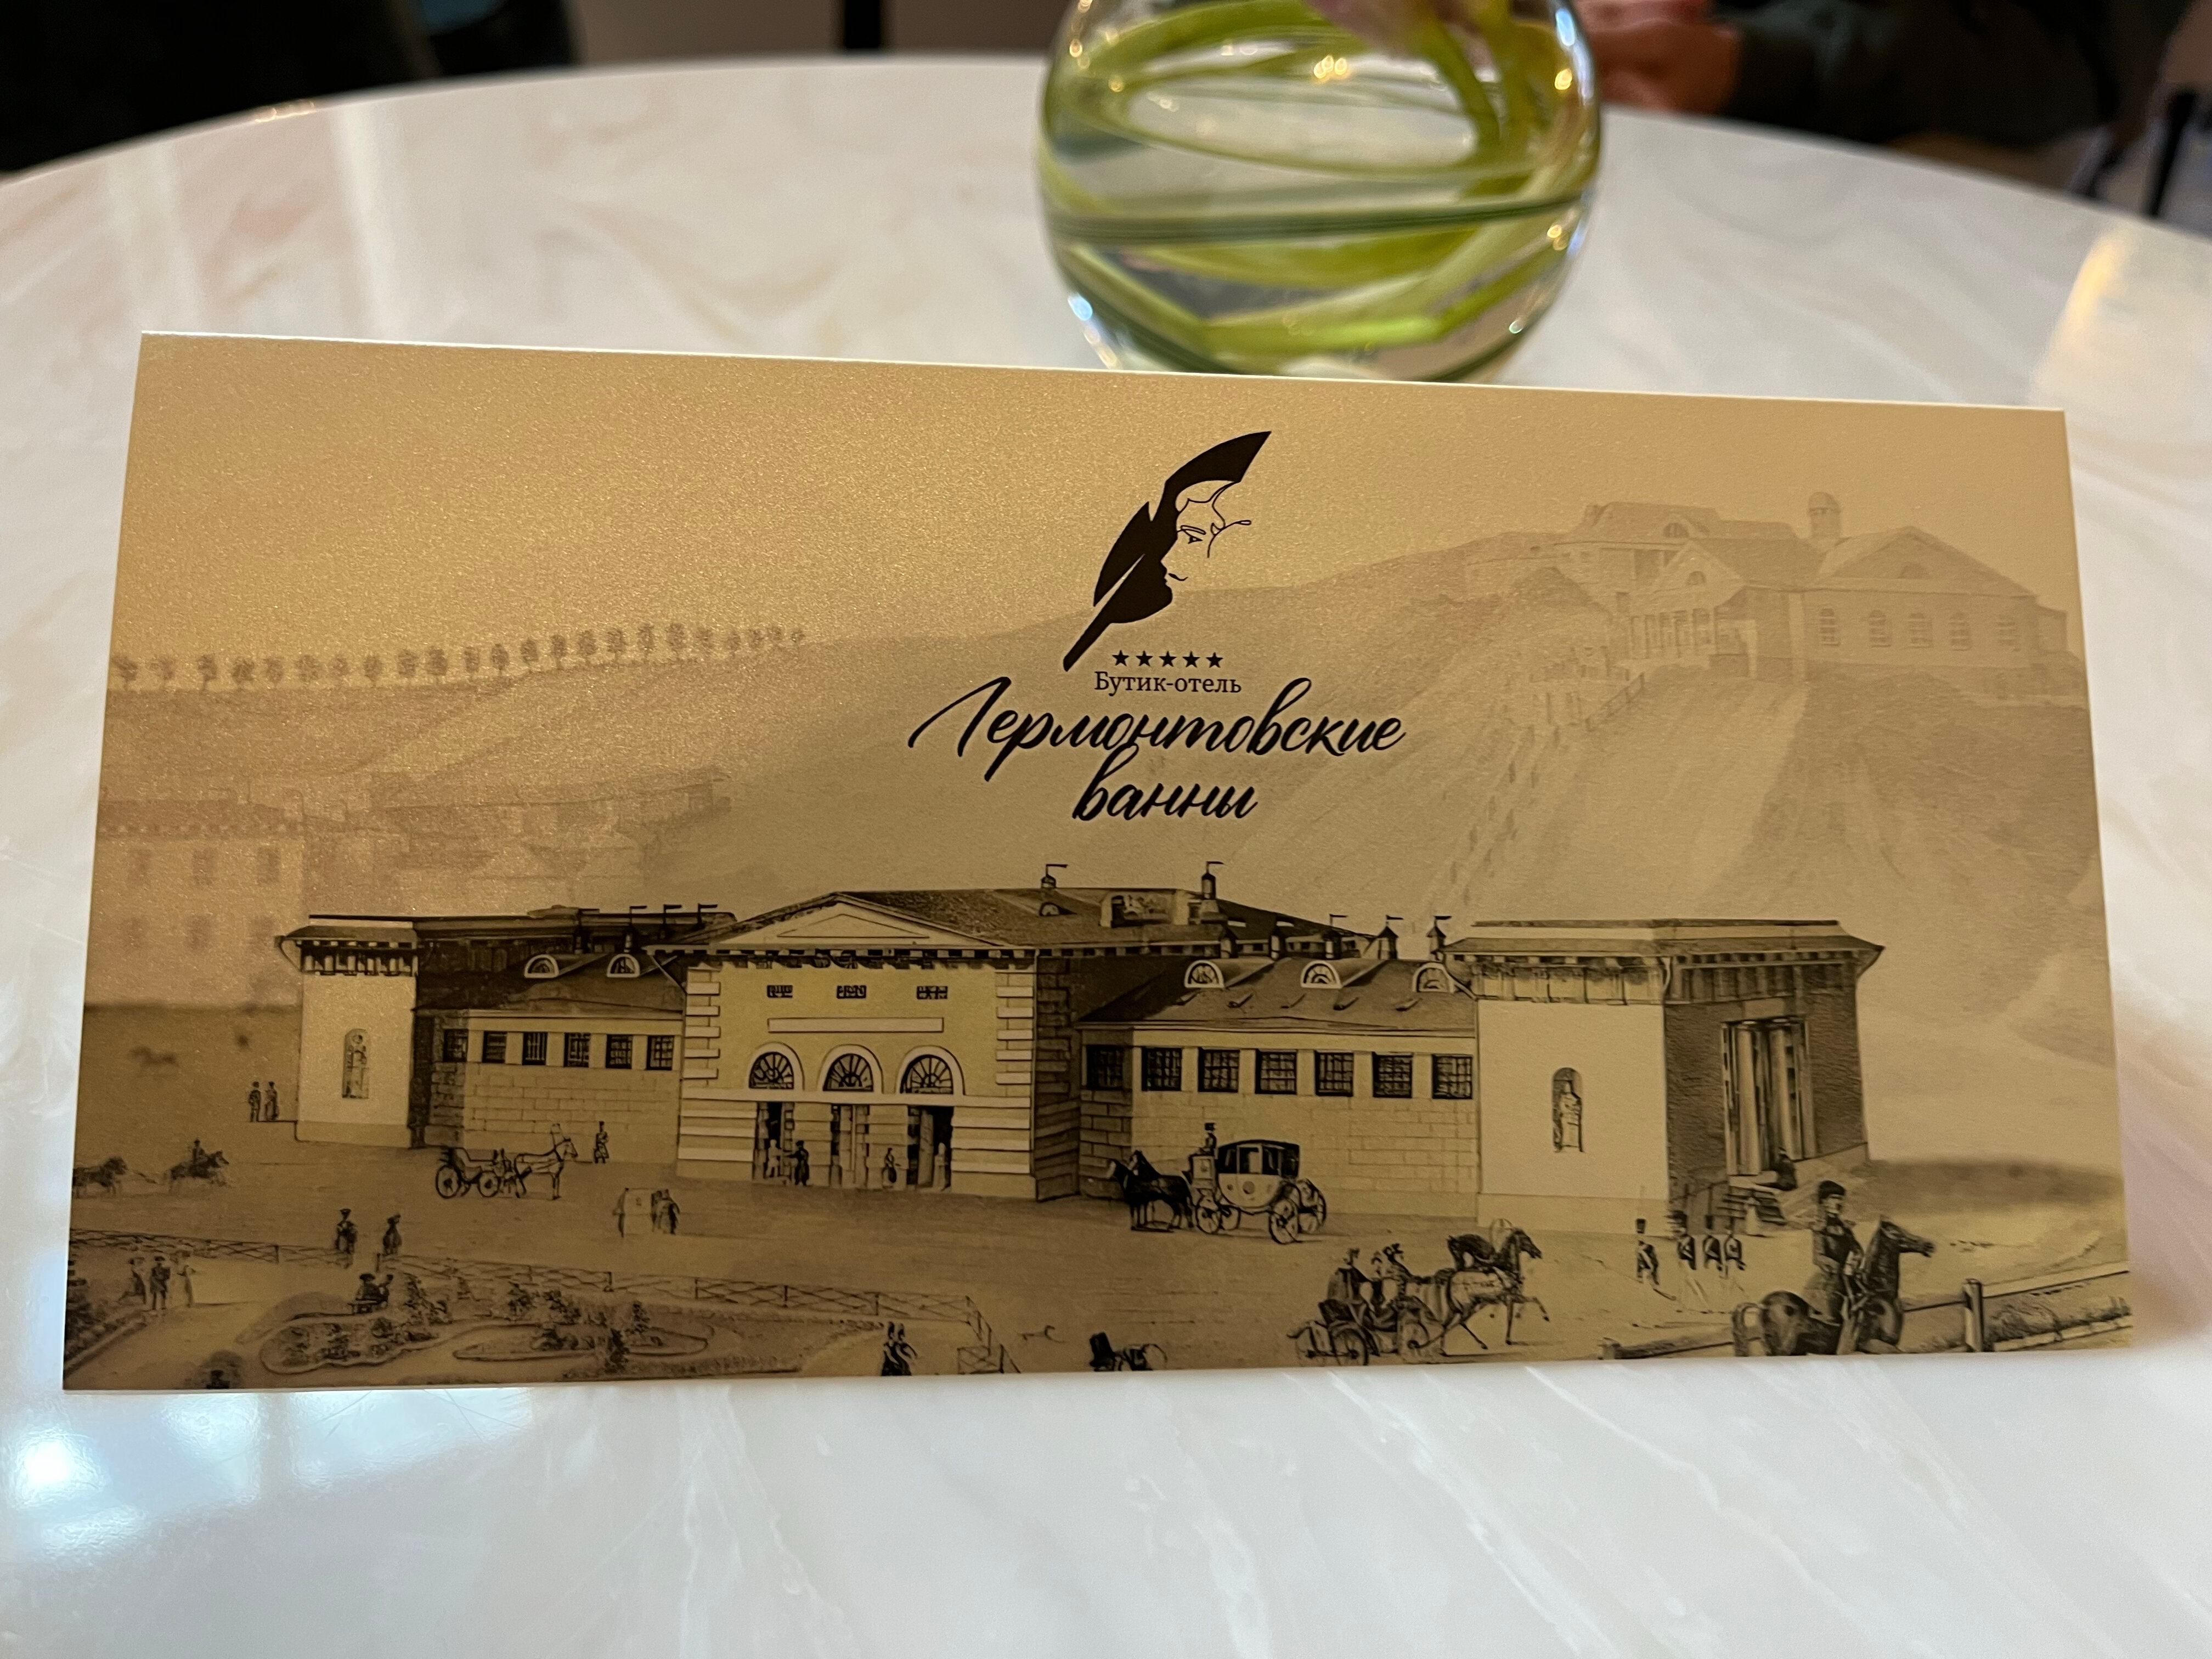 ★★★★★
Бутик-отель
Лермонтовские
ванны